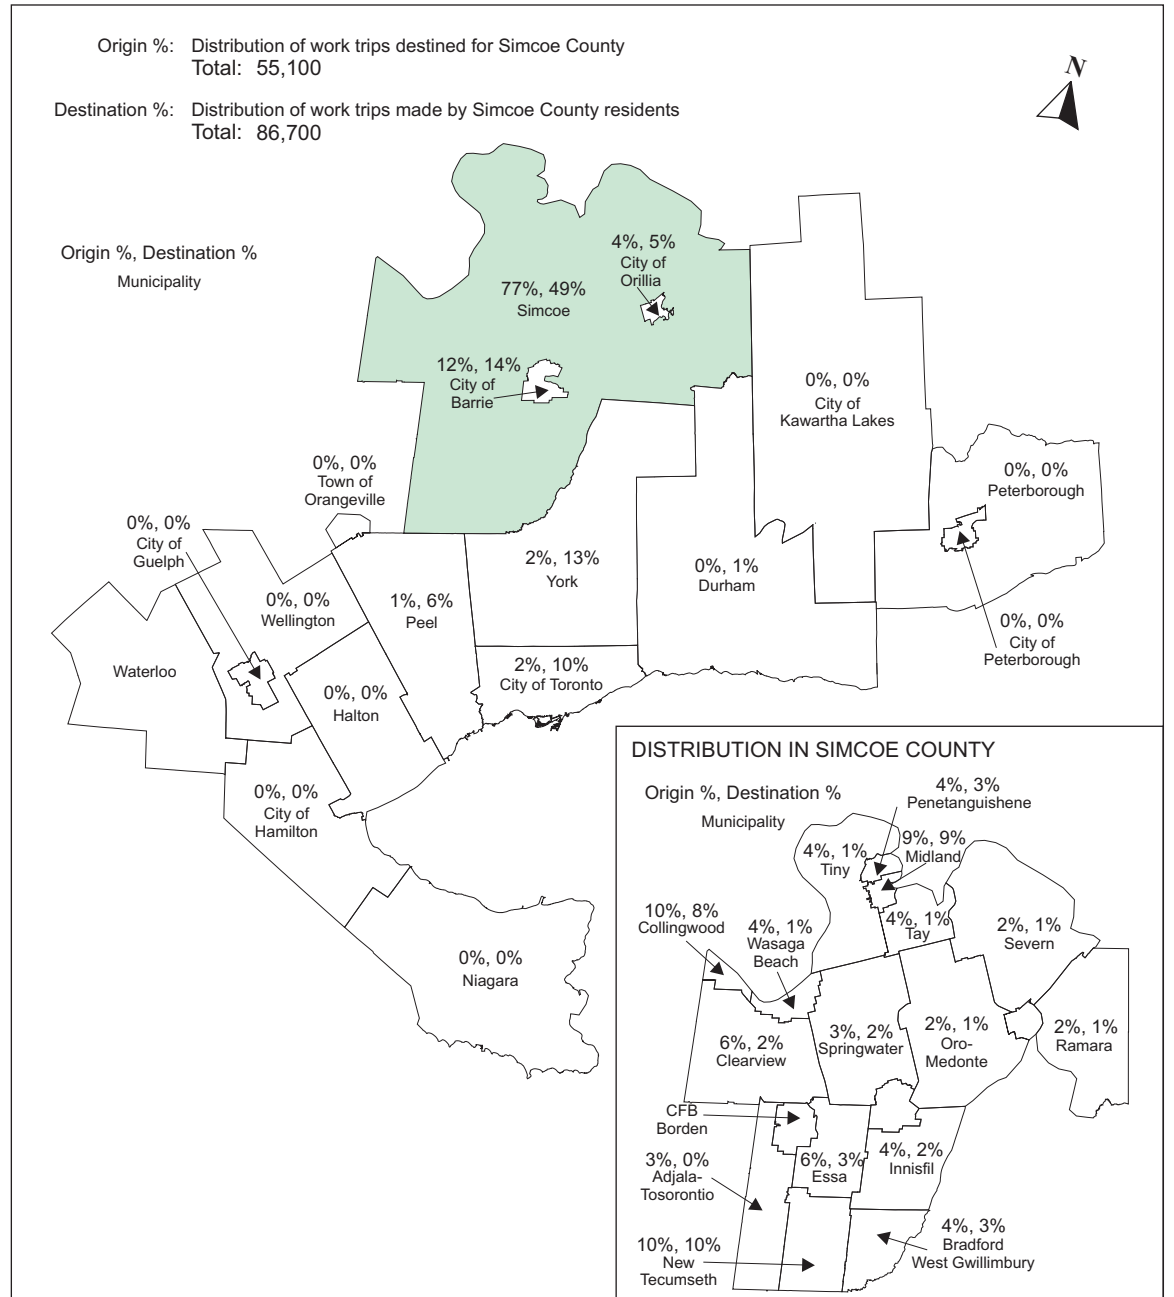 Origin %: Distribution of work trips destined for Simcoe County
Total: 55,100
N
Destination %: Distribution of work trips made by Simcoe County residents
Total: 86,700
Origin %, Destination %
Municipality
4%, 5%
City of
Orillia
77%, 49%
Simcoe
12%, 14%
City of
Barrie
0%, 0%
City of
Kawartha Lakes
0%, 0%
Town of
Orangeville
0%, 0%
Peterborough
0%, 0%
City of
Guelph
2%, 13%
York
0%, 1%
Durham
0%, 0%
Wellington
1%, 6%
Peel
0%, 0%
City of
Peterborough
Waterloo
2%, 10%
City of Toronto
0%, 0%
Halton
0%, 0%
City of
Hamilton
0%, 0%
Niagara
DISTRIBUTION IN SIMCOE COUNTY
Origin %, Destination %
Municipality
4%, 3%
Penetanguishene
9%, 9%
Midland
4%, 1%
Tiny
10%, 8%
Collingwood
4%, 1%
Wasaga
Beach
4%, 1%
Tay
2%, 1%
Severn
6%, 2%
Clearview
3%, 2%
Springwater
2%, 1%
Oro-
Medonte
2%, 1%
Ramara
CFB
Borden
3%, 0%
Adjala-
Tosorontio
6%, 3%
Essa
4%, 2%
Innisfil
10%, 10%
New
Tecumseth
4%, 3%
Bradford
West Gwillimbury